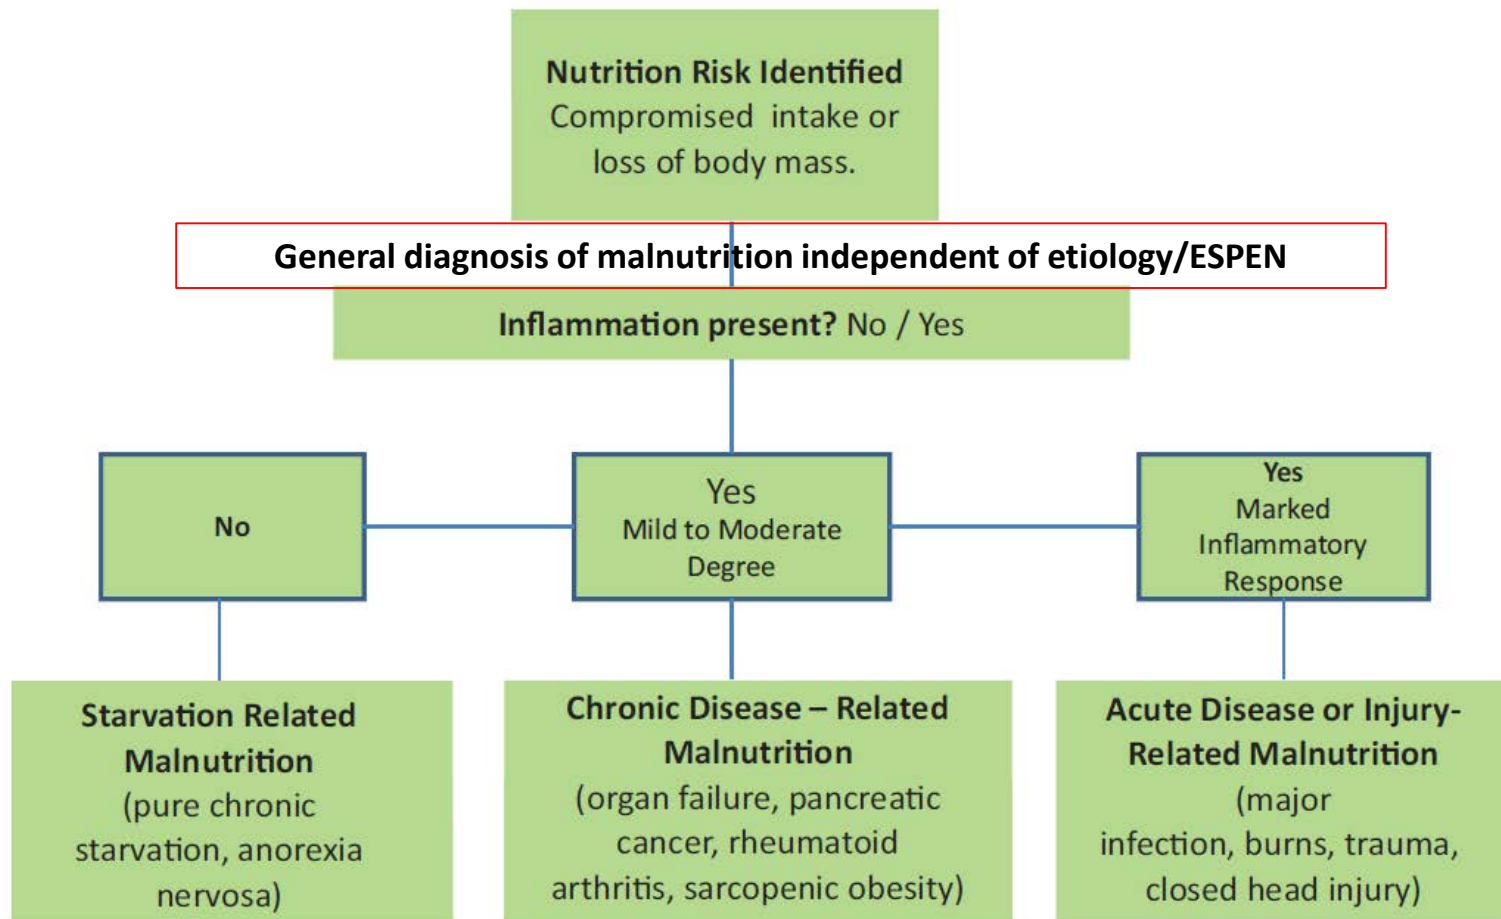 Nutrition Risk Identified
Compromised intake or
loss of body mass.
General diagnosis of malnutrition independent of etiology/ESPEN
Inflammation present? No / Yes
No
Yes
Mild to Moderate
Degree
Yes
Marked
Inflammatory
Response
Starvation Related
Malnutrition
(pure chronic
starvation, anorexia
nervosa)
Chronic Disease – Related
Malnutrition
(organ failure, pancreatic
cancer, rheumatoid
arthritis, sarcopenic obesity)
Acute Disease or Injury-
Related Malnutrition
(major
infection, burns, trauma,
closed head injury)